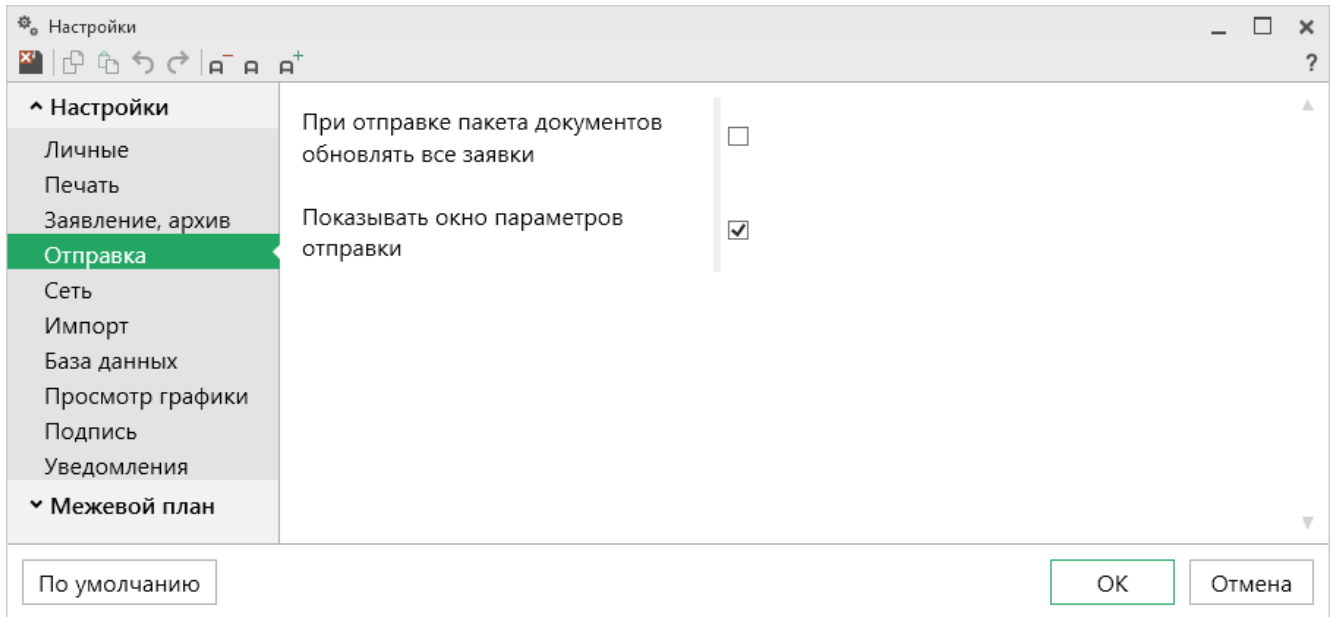 Настройки
?
Настройки
Личные
Печать
Заявление, архив
Отправка
Сеть
Импорт
База данных
Просмотр графики
Подпись
Уведомления
Межевой план
При отправке пакета документов
обновлять все заявки
Показывать окно параметров
отправки
По умолчанию
ОК
Отмена